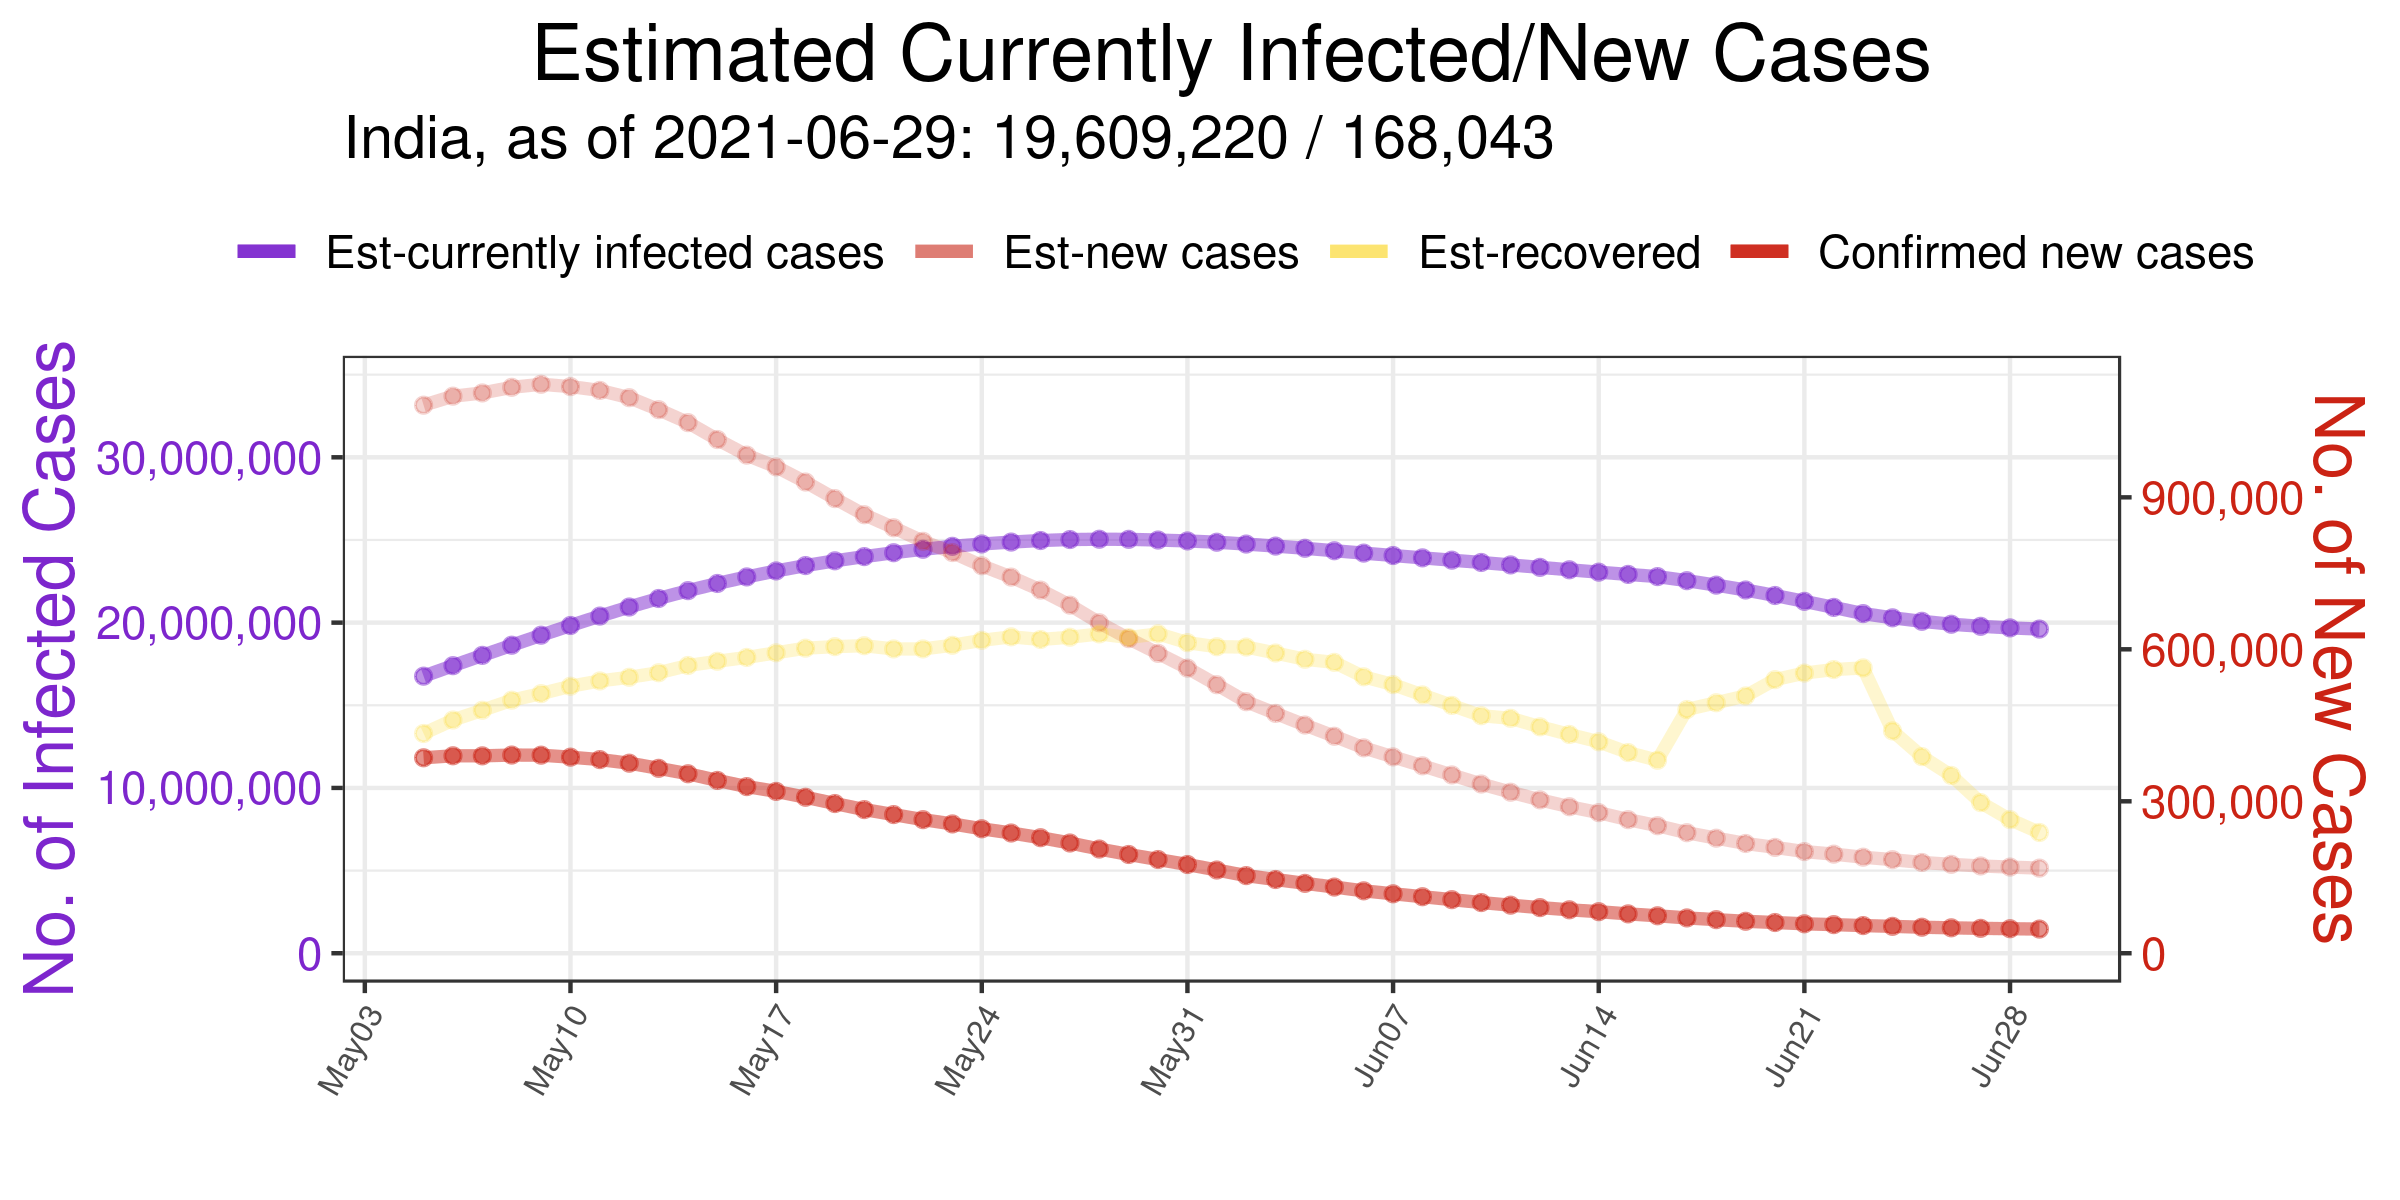 Estimated Currently Infected/New Cases
India, as of 2021-06-29: 19,609,220 / 168,043
Est-currently infected cases Est-new cases Est-recovered Confirmed new cases
No. of Infected Cases
30,000,000
20,000,000
10,000,000
0
900,000
600,000
300,000
0
No. of New Cases
May03 May10 May17 May24 May31 Jun07 Jun14 Jun21 Jun28